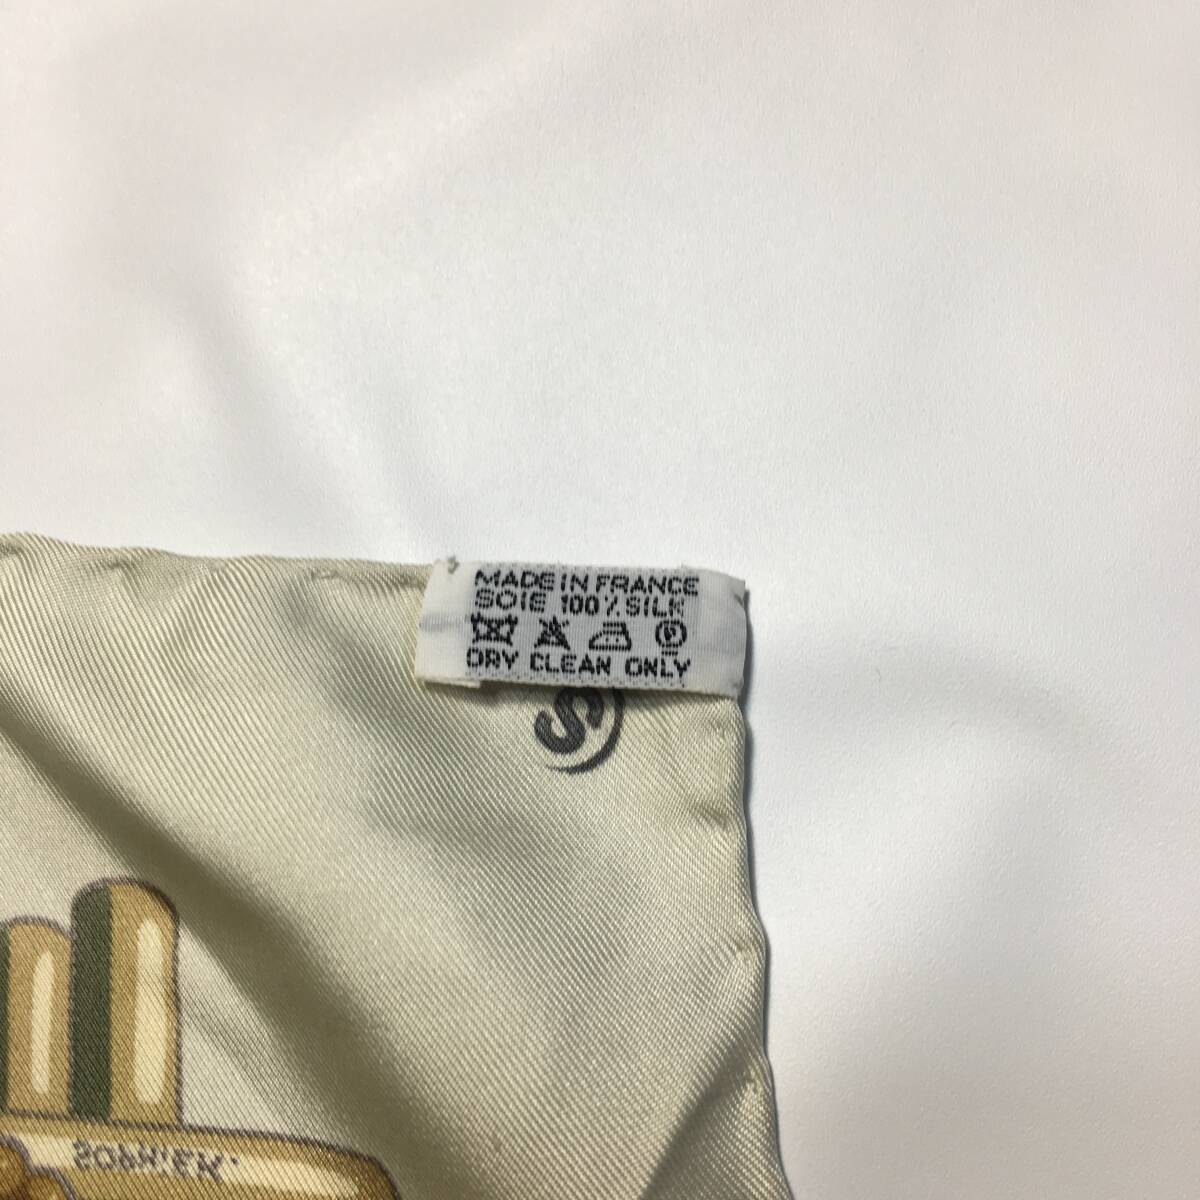 MADE IN FRANCE
SOIE 100% SILK
DRY CLEAN ONLY
S